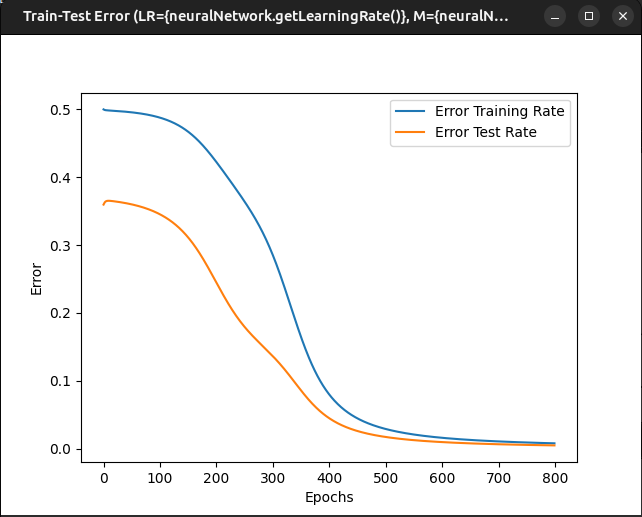 Train-Test Error (LR={neuralNetwork.getLearningRate()}, M={neuralN...
Error Training Rate
Error Test Rate
0.5
0.4
0.3
0.2
0.1
0.0
Error
0 100 200 300 400 500 600 700 800
Epochs